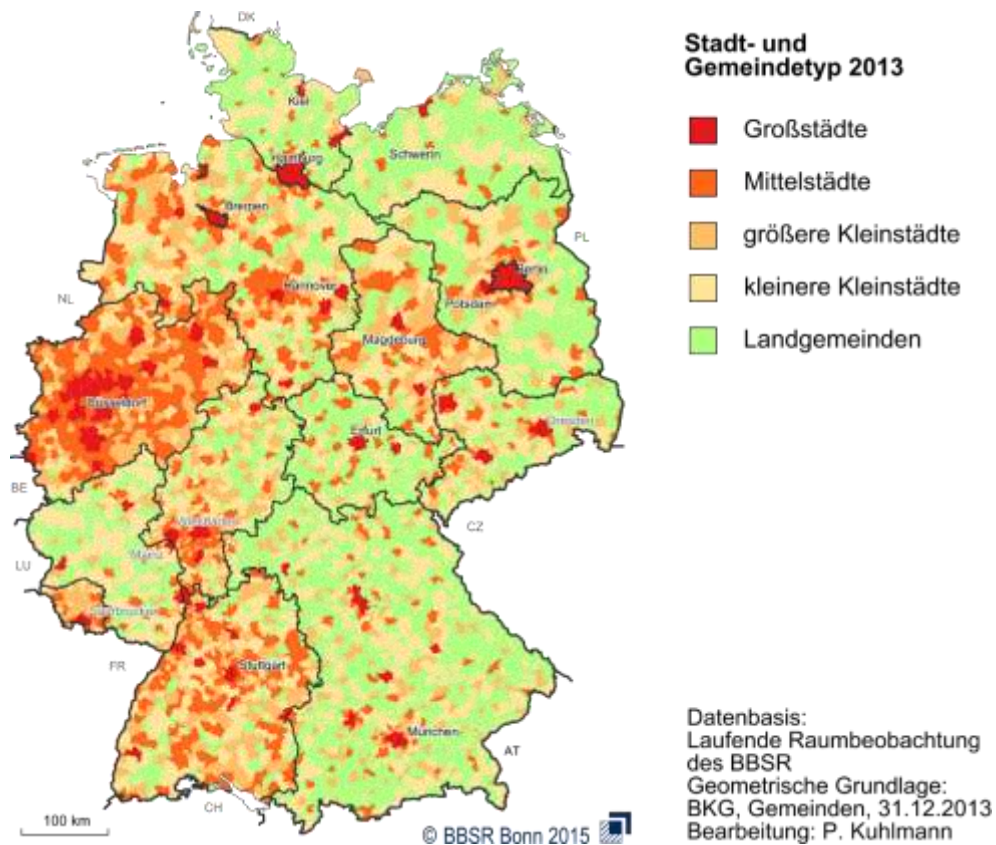 DK
Kiel
Schwerin
Hamburg
Bremen
PL
Berlin
Hannover
Potsdam
NL
Magdeburg
Düsseldorf
Erfurt
Dresden
BE
Wiesbaden
CZ
Mainz
LU
Saarbrücken
FR
Stuttgart
München
AT
CH
100 km
© BBSR Bonn 2015
Stadt- und
Gemeindetyp 2013
Großstädte
Mittelstädte
größere Kleinstädte
kleinere Kleinstädte
Landgemeinden
Datenbasis:
Laufende Raumbeobachtung
des BBSR
Geometrische Grundlage:
BKG, Gemeinden, 31.12.2013
Bearbeitung: P. Kuhlmann